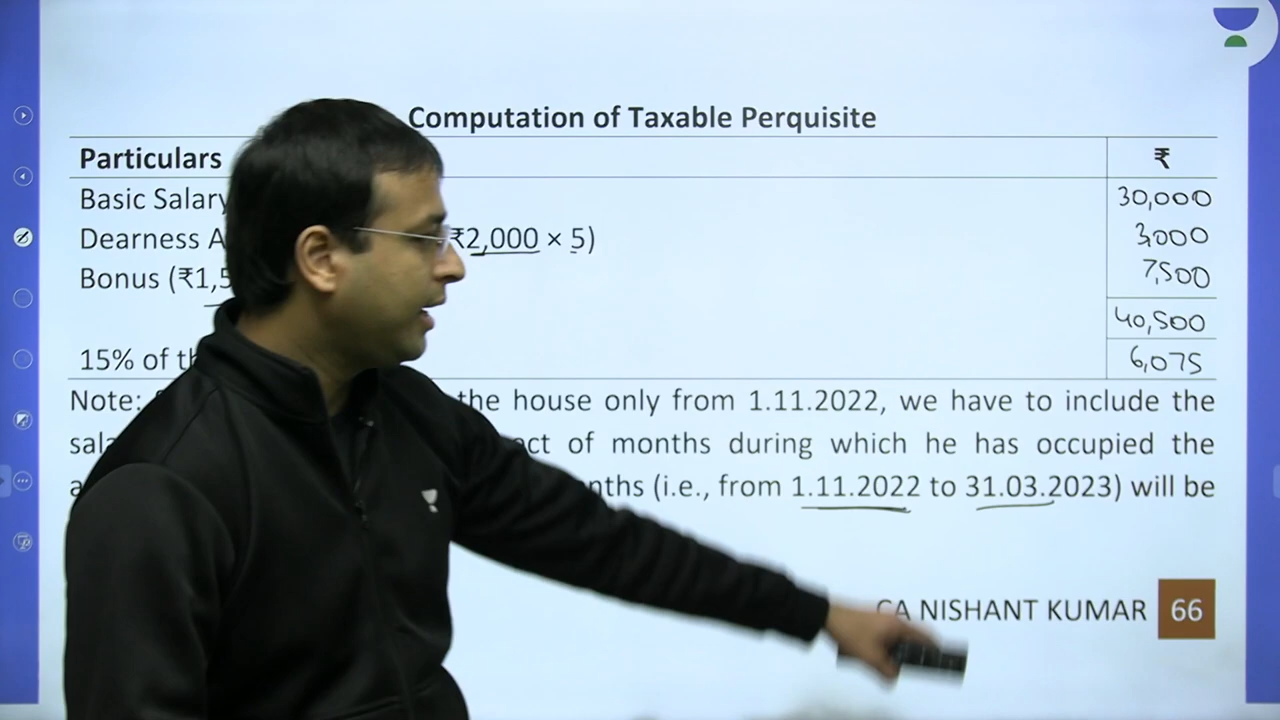 Computation of Taxable Perquisite
Particulars ₹
Basic Salary 30,000
Dearness A ₹2,000 × 5) 3,000
Bonus (₹1,5 7,500
40,500
15% of th 6,075
Note: the house only from 1.11.2022, we have to include the
sala ect of months during which he has occupied the
a nths (i.e., from 1.11.2022 to 31.03.2023) will be
CA NISHANT KUMAR 66